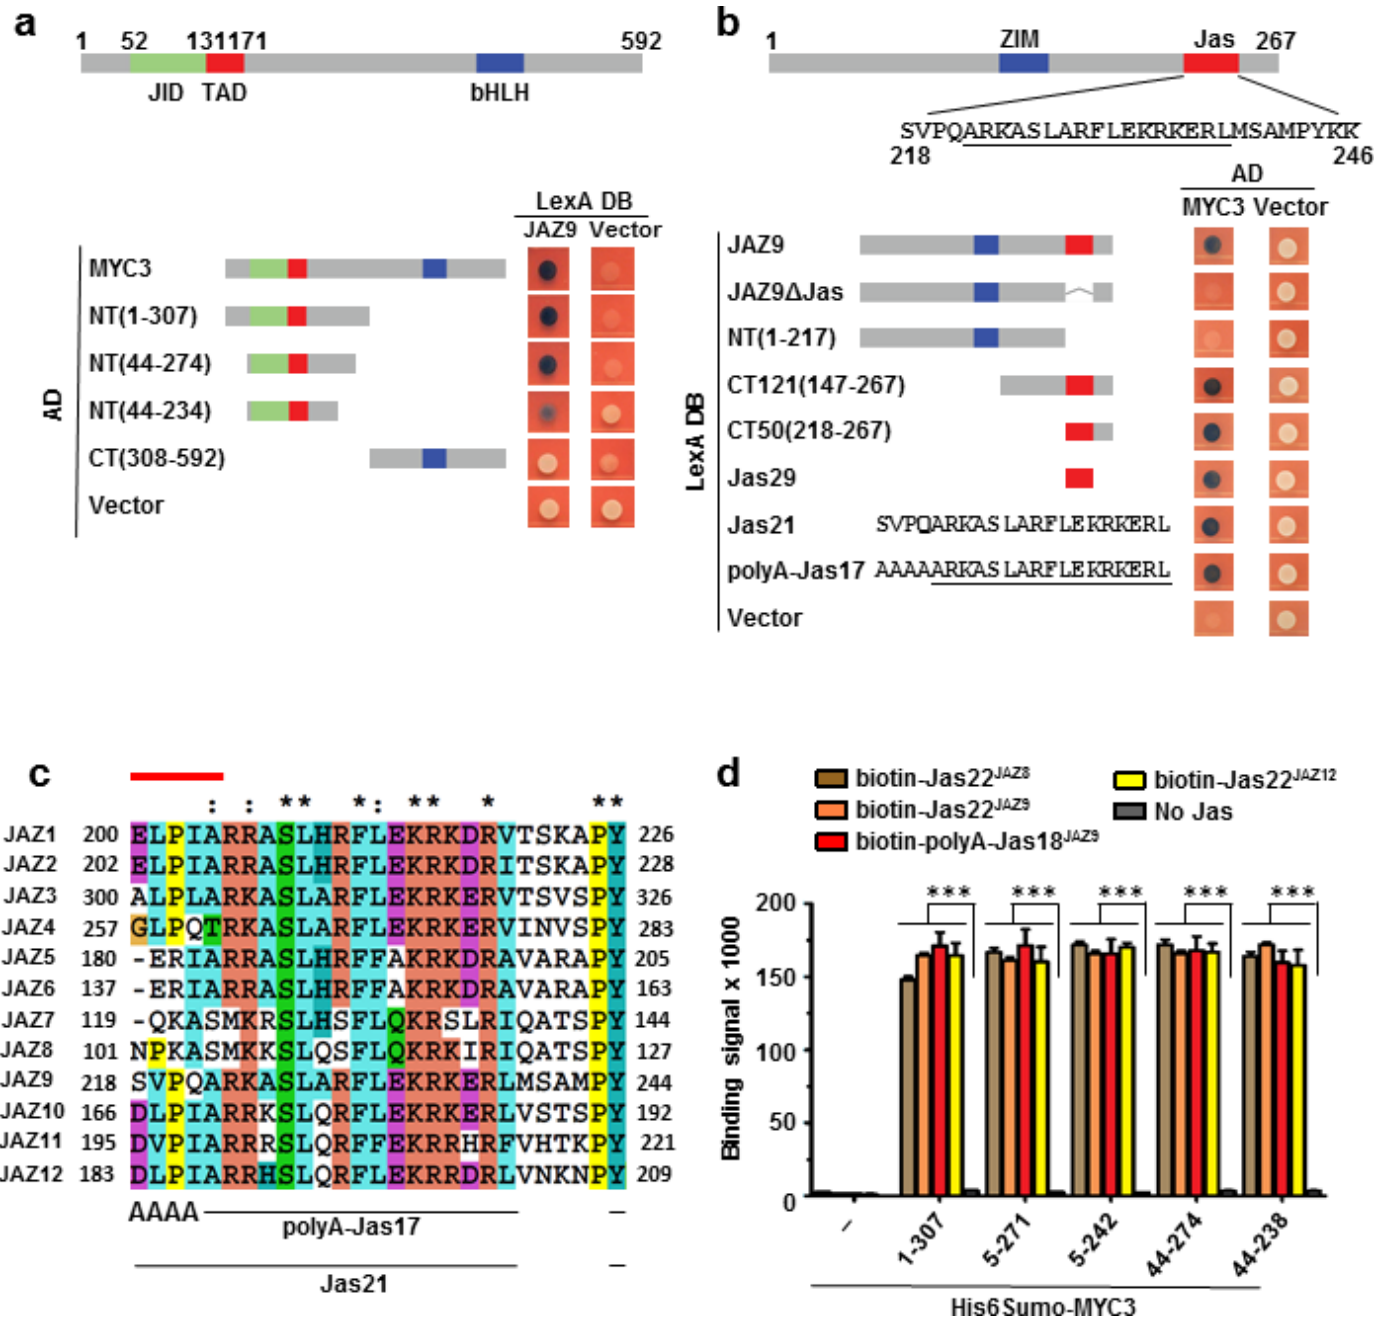 a
1 52 131171 592
JID TAD bHLH
LexA DB
JAZ9 Vector
AD
MYC3
NT(1-307)
NT(44-274)
NT(44-234)
CT(308-592)
Vector
b
1 ZIM Jas 267
SVPQARKASLARFLEKRKERLMSAMPYKK
218 246
AD
MYC3 Vector
LexA DB
JAZ9
JAZ9ΔJas
NT(1-217)
CT121(147-267)
CT50(218-267)
Jas29
Jas21 SVPQARKASLARFLEKRKERL
polyA-Jas17 AAAAARKASLARFLEKRKERL
Vector
c
: : ** *: ** * **
JAZ1 200 ELPIARRASLHRFLEKRKDRVTSKAPY 226
JAZ2 202 ELPIARRASLHRFLEKRKDRITSKAPY 228
JAZ3 300 ALPLARKASLARFLEKRKERVTSVSPY 326
JAZ4 257 GLPQTRKASLARFLEKRKERVINVSPY 283
JAZ5 180 -ERIARRASLHRFFAKRKDRAVARAPY 205
JAZ6 137 -ERIARRASLHRFFAKRKDRAVARAPY 163
JAZ7 119 -QKASMKRSLHSFLQKRSLRIQATSPY 144
JAZ8 101 NPKASMKKSLQSFLQKRKIRIQATSPY 127
JAZ9 218 SVPQARKASLARFLEKRKERLMSAMPY 244
JAZ10 166 DLPIARRKSLQRFLEKRKERLVSTSPY 192
JAZ11 195 DVPIARRRSLQRFFEKRRHRFVHTKPY 221
JAZ12 183 DLPIARRHSLQRFLEKRRDRLVNKNPY 209
AAAA
polyA-Jas17
Jas21
d
biotin-Jas22JAZ8
biotin-Jas22JAZ9
biotin-polyA-Jas18JAZ9
biotin-Jas22JAZ12
No Jas
Binding signal x 1000
200
150
100
50
0
*** *** *** *** ***
– 1-307 5-271 5-242 44-274 44-238
His6Sumo-MYC3